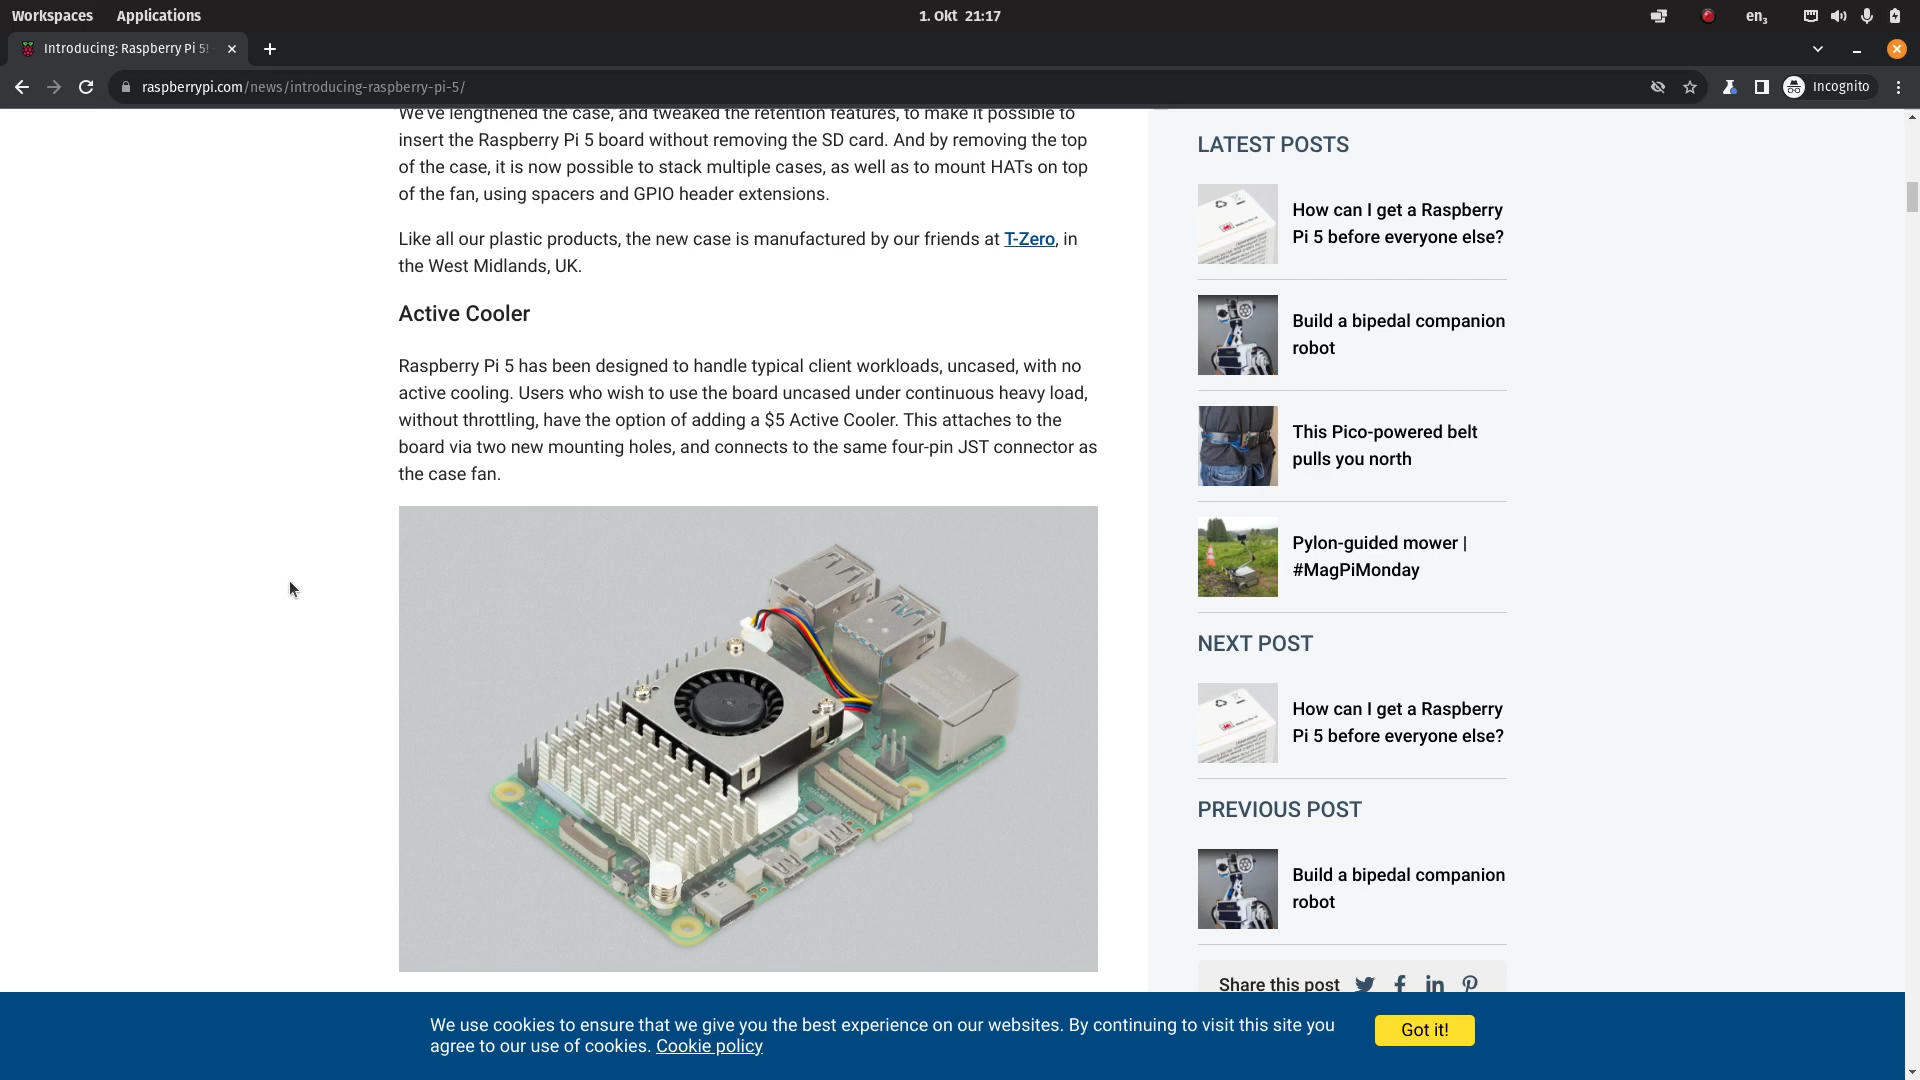 Workspaces
Applications
1. Okt 21:17
en₃
Introducing: Raspberry Pi 5!
raspberrypi.com/news/introducing-raspberry-pi-5/
Incognito
We've lengthened the case, and tweaked the retention features, to make it possible to
insert the Raspberry Pi 5 board without removing the SD card. And by removing the top
of the case, it is now possible to stack multiple cases, as well as to mount HATs on top
of the fan, using spacers and GPIO header extensions.
Like all our plastic products, the new case is manufactured by our friends at T-Zero, in
the West Midlands, UK.
Active Cooler
Raspberry Pi 5 has been designed to handle typical client workloads, uncased, with no
active cooling. Users who wish to use the board uncased under continuous heavy load,
without throttling, have the option of adding a $5 Active Cooler. This attaches to the
board via two new mounting holes, and connects to the same four-pin JST connector as
the case fan.
HDMI
LATEST POSTS
How can I get a Raspberry
Pi 5 before everyone else?
Build a bipedal companion
robot
This Pico-powered belt
pulls you north
Pylon-guided mower |
#MagPiMonday
NEXT POST
How can I get a Raspberry
Pi 5 before everyone else?
PREVIOUS POST
Build a bipedal companion
robot
Share this post
We use cookies to ensure that we give you the best experience on our websites. By continuing to visit this site you
agree to our use of cookies. Cookie policy
Got it!